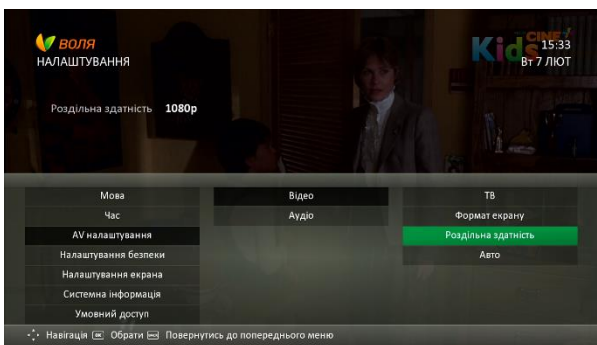 ВОЛЯ
НАЛАШТУВАННЯ
CINE+
Kids
15:33
Вт 7 ЛЮТ
Роздільна здатність 1080p
Мова
Відео
ТВ
Час
Аудіо
Формат екрану
AV налаштування
Роздільна здатність
Налаштування безпеки
Авто
Налаштування екрана
Системна інформація
Умовний доступ
Навігація OK Обрати Повернутись до попереднього меню